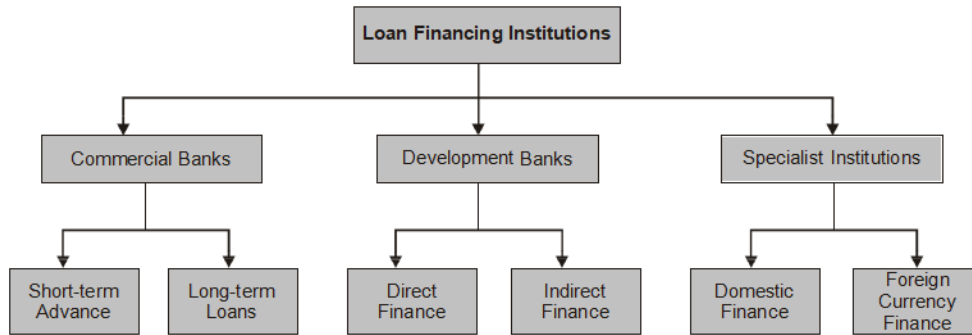 Loan Financing Institutions
Commercial Banks
Development Banks
Specialist Institutions
Short-term
Advance
Long-term
Loans
Direct
Finance
Indirect
Finance
Domestic
Finance
Foreign
Currency
Finance